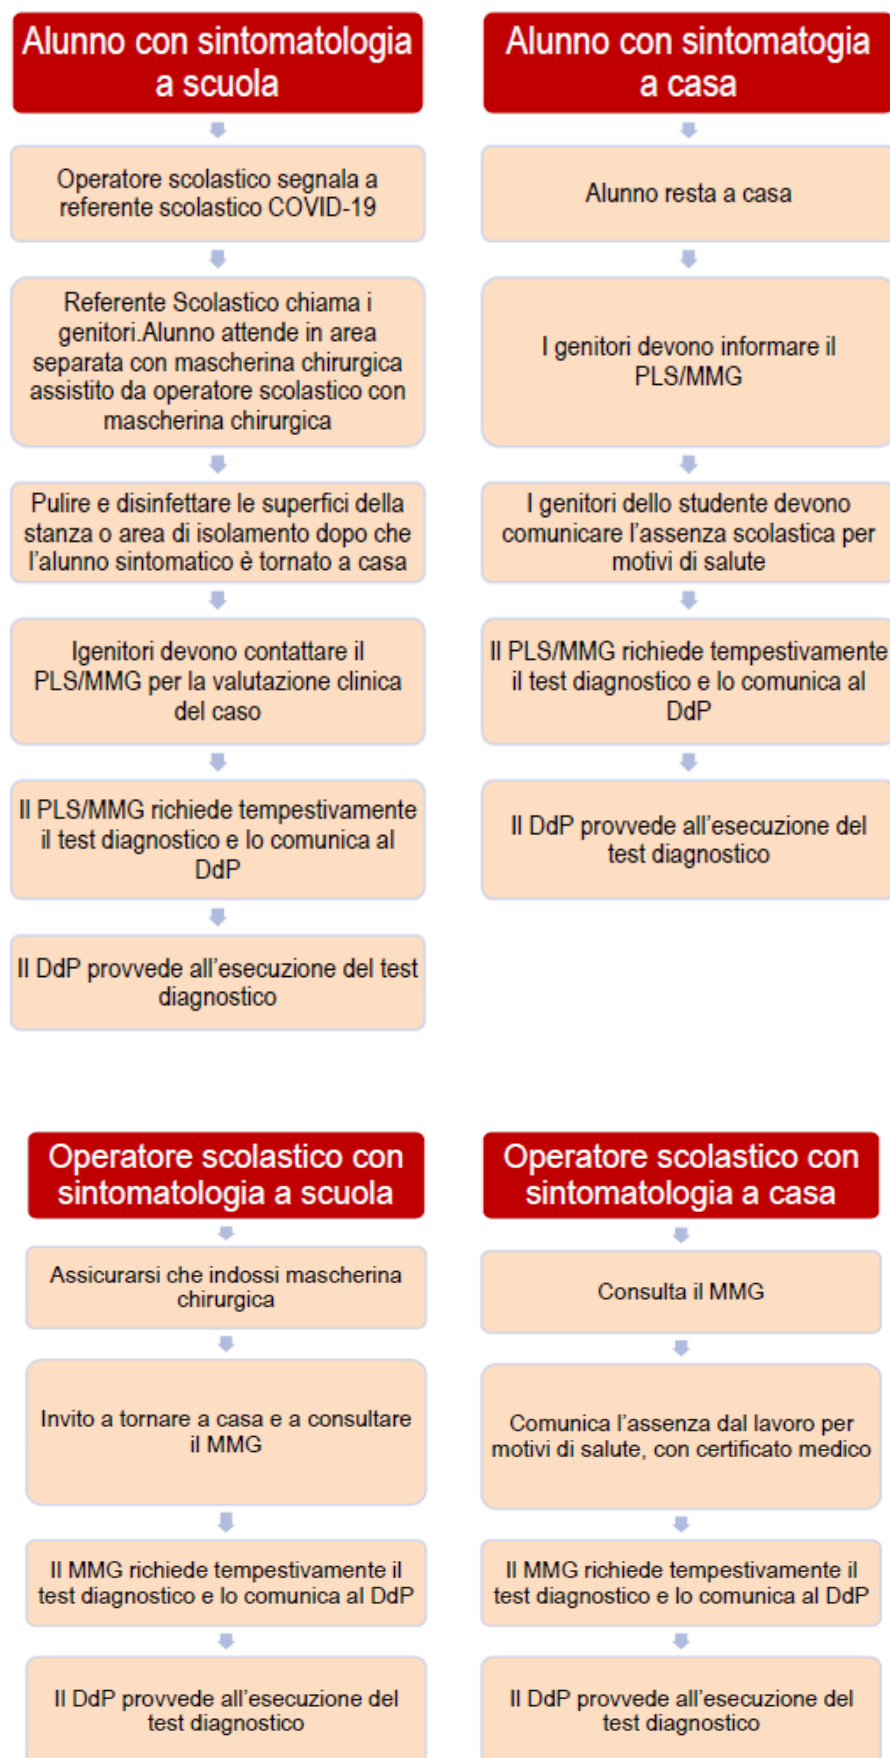 Alunno con sintomatologia
a scuola
Operatore scolastico segnala a
referente scolastico COVID-19
Referente Scolastico chiama i
genitori.Alunno attende in area
separata con mascherina chirurgica
assistito da operatore scolastico con
mascherina chirurgica
Pulire e disinfettare le superfici della
stanza o area di isolamento dopo che
l'alunno sintomatico è tornato a casa
Igenitori devono contattare il
PLS/MMG per la valutazione clinica
del caso
Il PLS/MMG richiede tempestivamente
il test diagnostico e lo comunica al
DdP
Il DdP provvede all'esecuzione del test
diagnostico
Alunno con sintomatogia
a casa
Alunno resta a casa
I genitori devono informare il
PLS/MMG
I genitori dello studente devono
comunicare l'assenza scolastica per
motivi di salute
Il PLS/MMG richiede tempestivamente
il test diagnostico e lo comunica al
DdP
Il DdP provvede all'esecuzione del
test diagnostico
Operatore scolastico con
sintomatologia a scuola
Assicurarsi che indossi mascherina
chirurgica
Invito a tornare a casa e a consultare
il MMG
Il MMG richiede tempestivamente il
test diagnostico e lo comunica al DdP
Il DdP provvede all'esecuzione del
test diagnostico
Operatore scolastico con
sintomatologia a casa
Consulta il MMG
Comunica l'assenza dal lavoro per
motivi di salute, con certificato medico
Il MMG richiede tempestivamente il
test diagnostico e lo comunica al DdP
Il DdP provvede all'esecuzione del
test diagnostico